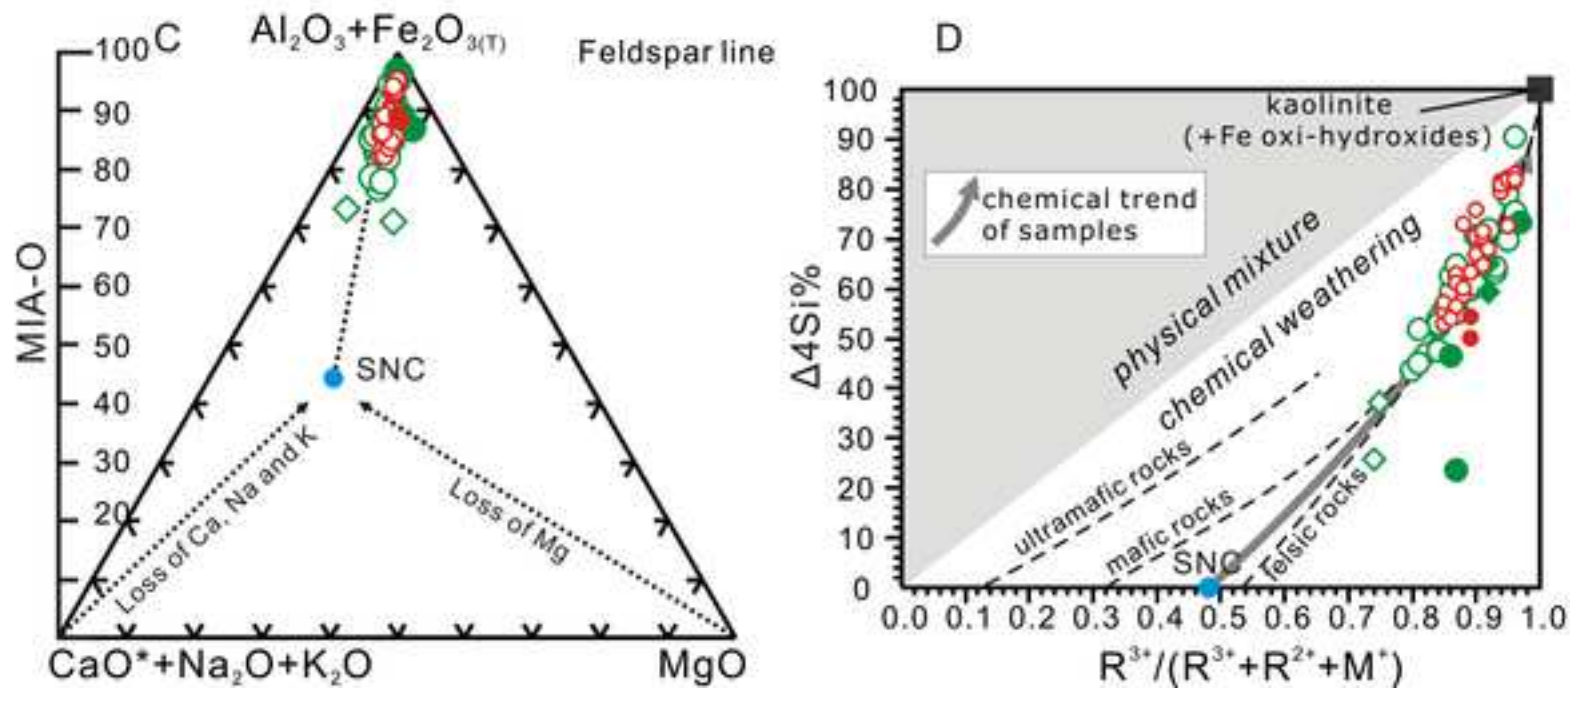 C
Al₂O₃+Fe₂O₃(T)
Feldspar line
100
90
80
70
60
50
40
30
20
MIA-O
SNC
Loss of Ca, Na and K
Loss of Mg
CaO*+Na₂O+K₂O
MgO
D
100
90
80
70
60
50
40
30
20
10
0
Δ4Si%
kaolinite
(+Fe oxi-hydroxides)
chemical trend
of samples
physical mixture
chemical weathering
ultramafic rocks
mafic rocks
felsic rocks
SNC
0.0 0.1 0.2 0.3 0.4 0.5 0.6 0.7 0.8 0.9 1.0
R³⁺/(R³⁺+R²⁺+M⁺)